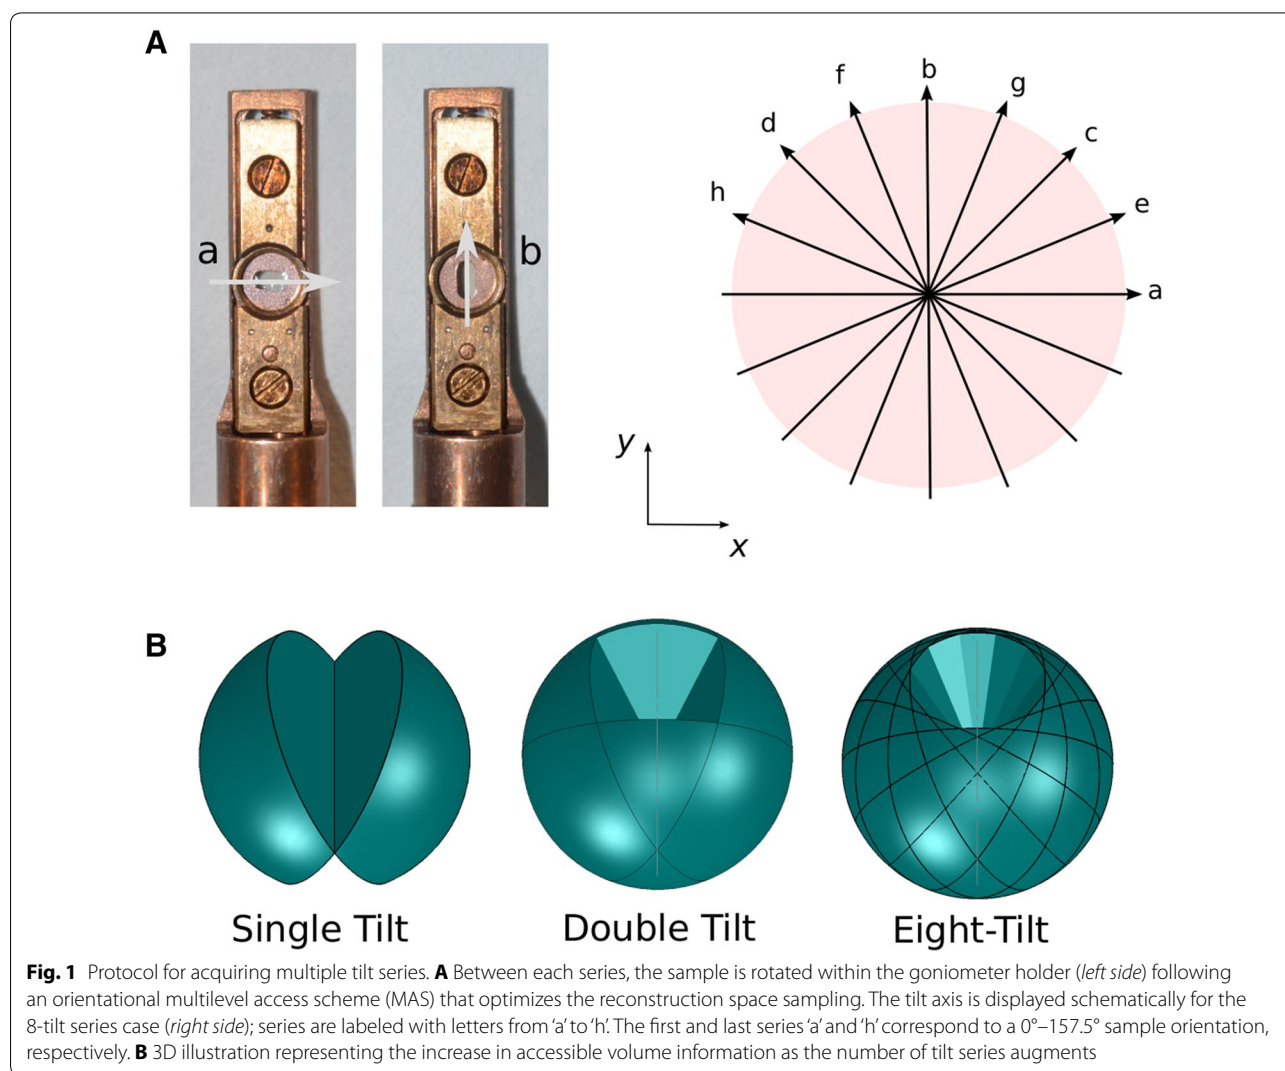 A
a
b
f
b
g
d
c
h
e
a
y
x
B
Single Tilt
Double Tilt
Eight-Tilt
Fig. 1 Protocol for acquiring multiple tilt series. A Between each series, the sample is rotated within the goniometer holder (left side) following
an orientational multilevel access scheme (MAS) that optimizes the reconstruction space sampling. The tilt axis is displayed schematically for the
8-tilt series case (right side); series are labeled with letters from ‘a’ to ‘h’. The first and last series ‘a’ and ‘h’ correspond to a 0°–157.5° sample orientation,
respectively. B 3D illustration representing the increase in accessible volume information as the number of tilt series augments